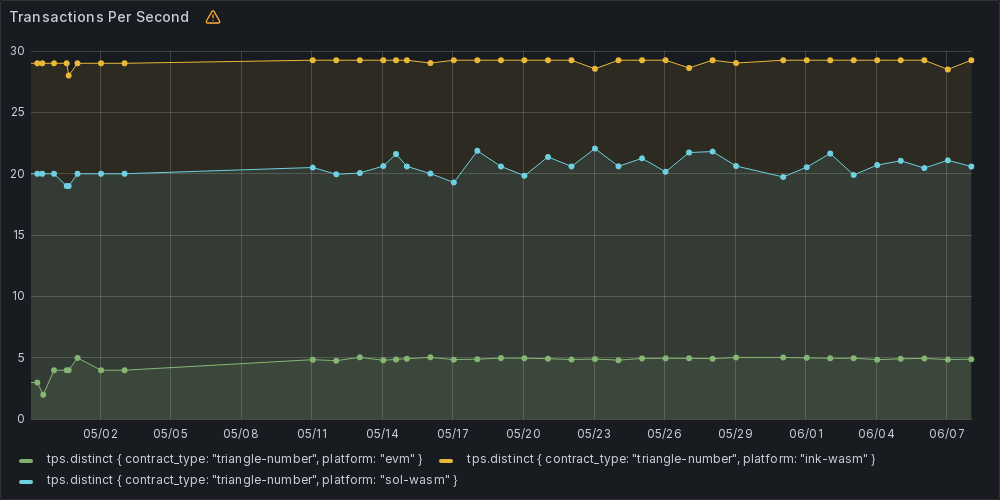 Transactions Per Second
30
25
20
15
10
5
0
05/02 05/05 05/08 05/11 05/14 05/17 05/20 05/23 05/26 05/29 06/01 06/04 06/07
tps.distinct { contract_type: "triangle-number", platform: "evm" } tps.distinct { contract_type: "triangle-number", platform: "ink-wasm" }
tps.distinct { contract_type: "triangle-number", platform: "sol-wasm" }